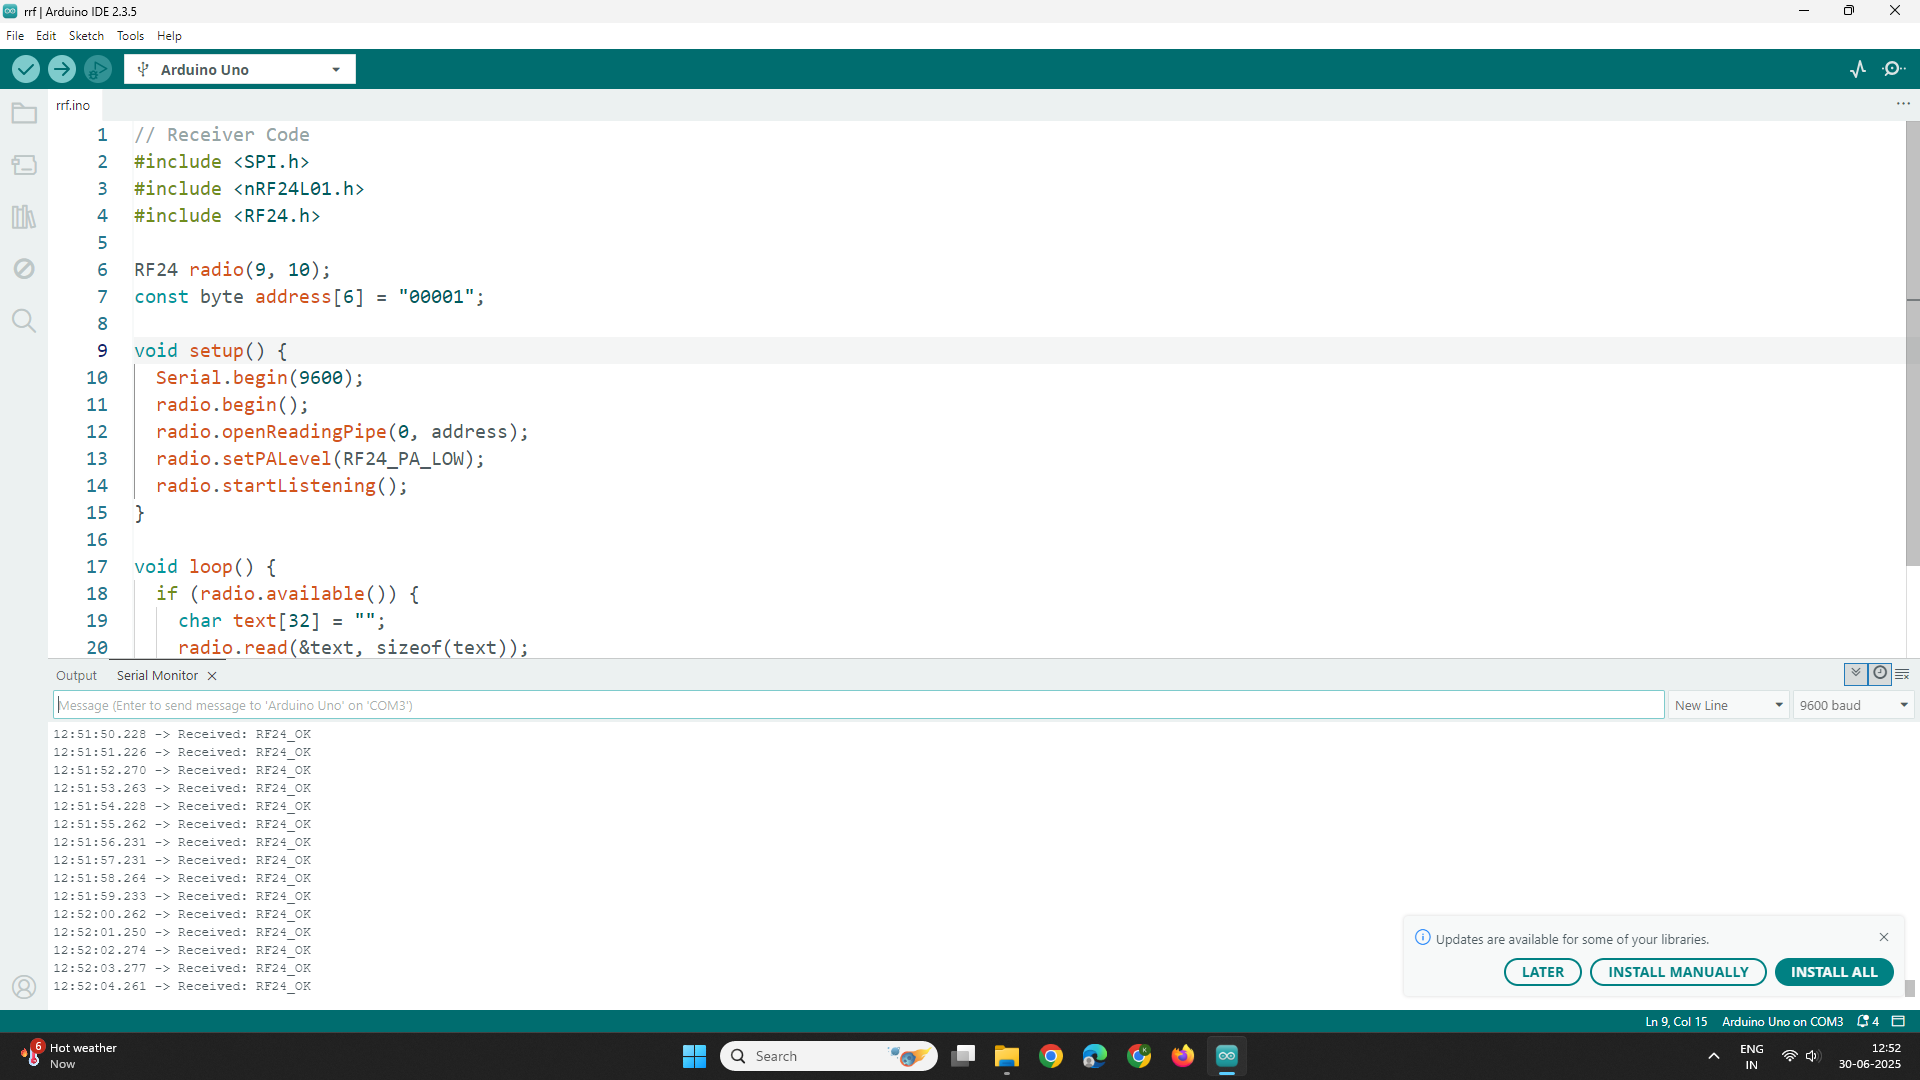 rrf | Arduino IDE 2.3.5
File Edit Sketch Tools Help
Arduino Uno
rrf.ino
1 // Receiver Code
2 #include <SPI.h>
3 #include <nRF24L01.h>
4 #include <RF24.h>
5
6 RF24 radio(9, 10);
7 const byte address[6] = "00001";
8
9 void setup() {
10 Serial.begin(9600);
11 radio.begin();
12 radio.openReadingPipe(0, address);
13 radio.setPALevel(RF24_PA_LOW);
14 radio.startListening();
15 }
16
17 void loop() {
18 if (radio.available()) {
19 char text[32] = "";
20 radio.read(&text, sizeof(text));
Output Serial Monitor
Message (Enter to send message to 'Arduino Uno' on 'COM3') New Line 9600 baud
12:51:50.228 -> Received: RF24_OK
12:51:51.226 -> Received: RF24_OK
12:51:52.270 -> Received: RF24_OK
12:51:53.263 -> Received: RF24_OK
12:51:54.228 -> Received: RF24_OK
12:51:55.262 -> Received: RF24_OK
12:51:56.231 -> Received: RF24_OK
12:51:57.231 -> Received: RF24_OK
12:51:58.264 -> Received: RF24_OK
12:51:59.233 -> Received: RF24_OK
12:52:00.262 -> Received: RF24_OK
12:52:01.250 -> Received: RF24_OK
12:52:02.274 -> Received: RF24_OK
12:52:03.277 -> Received: RF24_OK
12:52:04.261 -> Received: RF24_OK
Updates are available for some of your libraries.
LATER INSTALL MANUALLY INSTALL ALL
Ln 9, Col 15 Arduino Uno on COM3 4
6 Hot weather
Now
Search
ENG
IN
12:52
30-06-2025